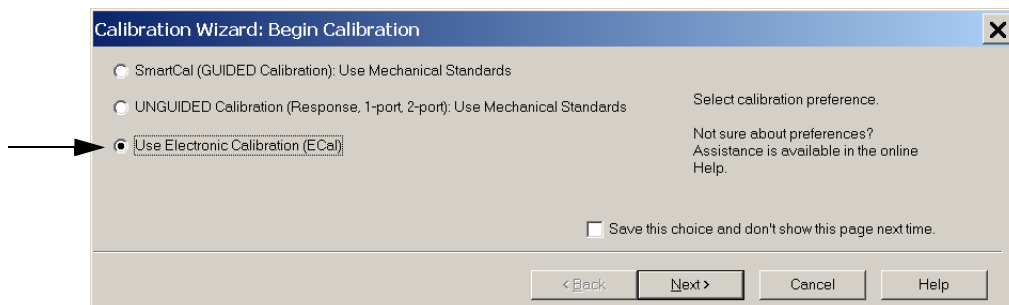 Calibration Wizard: Begin Calibration
SmartCal (GUIDED Calibration): Use Mechanical Standards
UNGUIDED Calibration (Response, 1-port, 2-port): Use Mechanical Standards
Use Electronic Calibration (ECal)
Select calibration preference.
Not sure about preferences?
Assistance is available in the online
Help.
Save this choice and don't show this page next time.
< Back
Next >
Cancel
Help